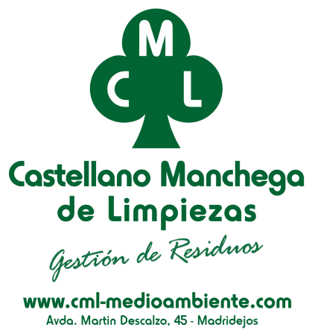 M
C L
Castellano Manchega
de Limpiezas
Gestión de Residuos
www.cml-medioambiente.com
Avda. Martín Descalzo, 45 - Madridejos